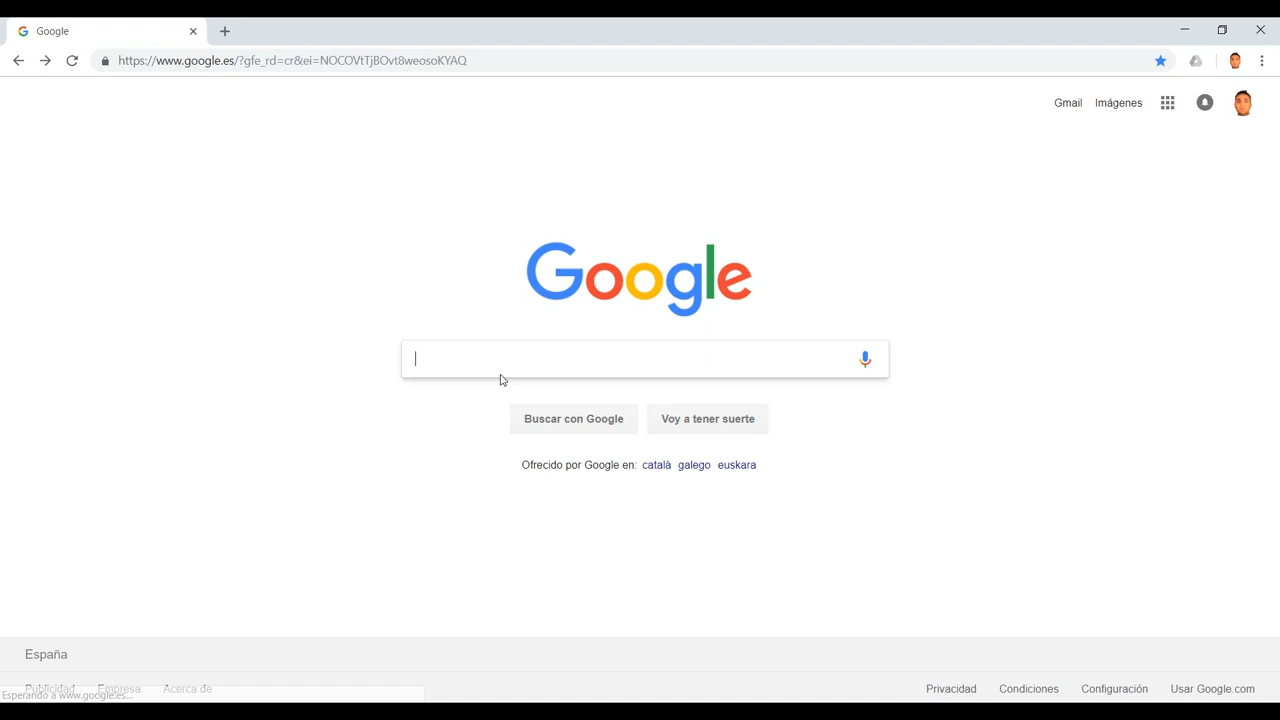 Google
https://www.google.es/?gfe_rd=cr&ei=NOCOVtTjBOvt8weosoKYAQ
Gmail Imágenes
Google
Buscar con Google Voy a tener suerte
Ofrecido por Google en: català galego euskara
España
Publicidad Empresa Acerca de Privacidad Condiciones Configuración Usar Google.com
Esperando a www.google.es...